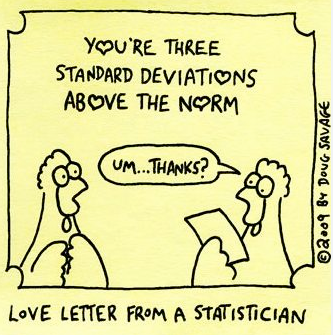 YOU'RE THREE
STANDARD DEVIATIONS
ABOVE THE NORM
UM...THANKS?
©2009 BY DOUG SAVAGE
LOVE LETTER FROM A STATISTICIAN